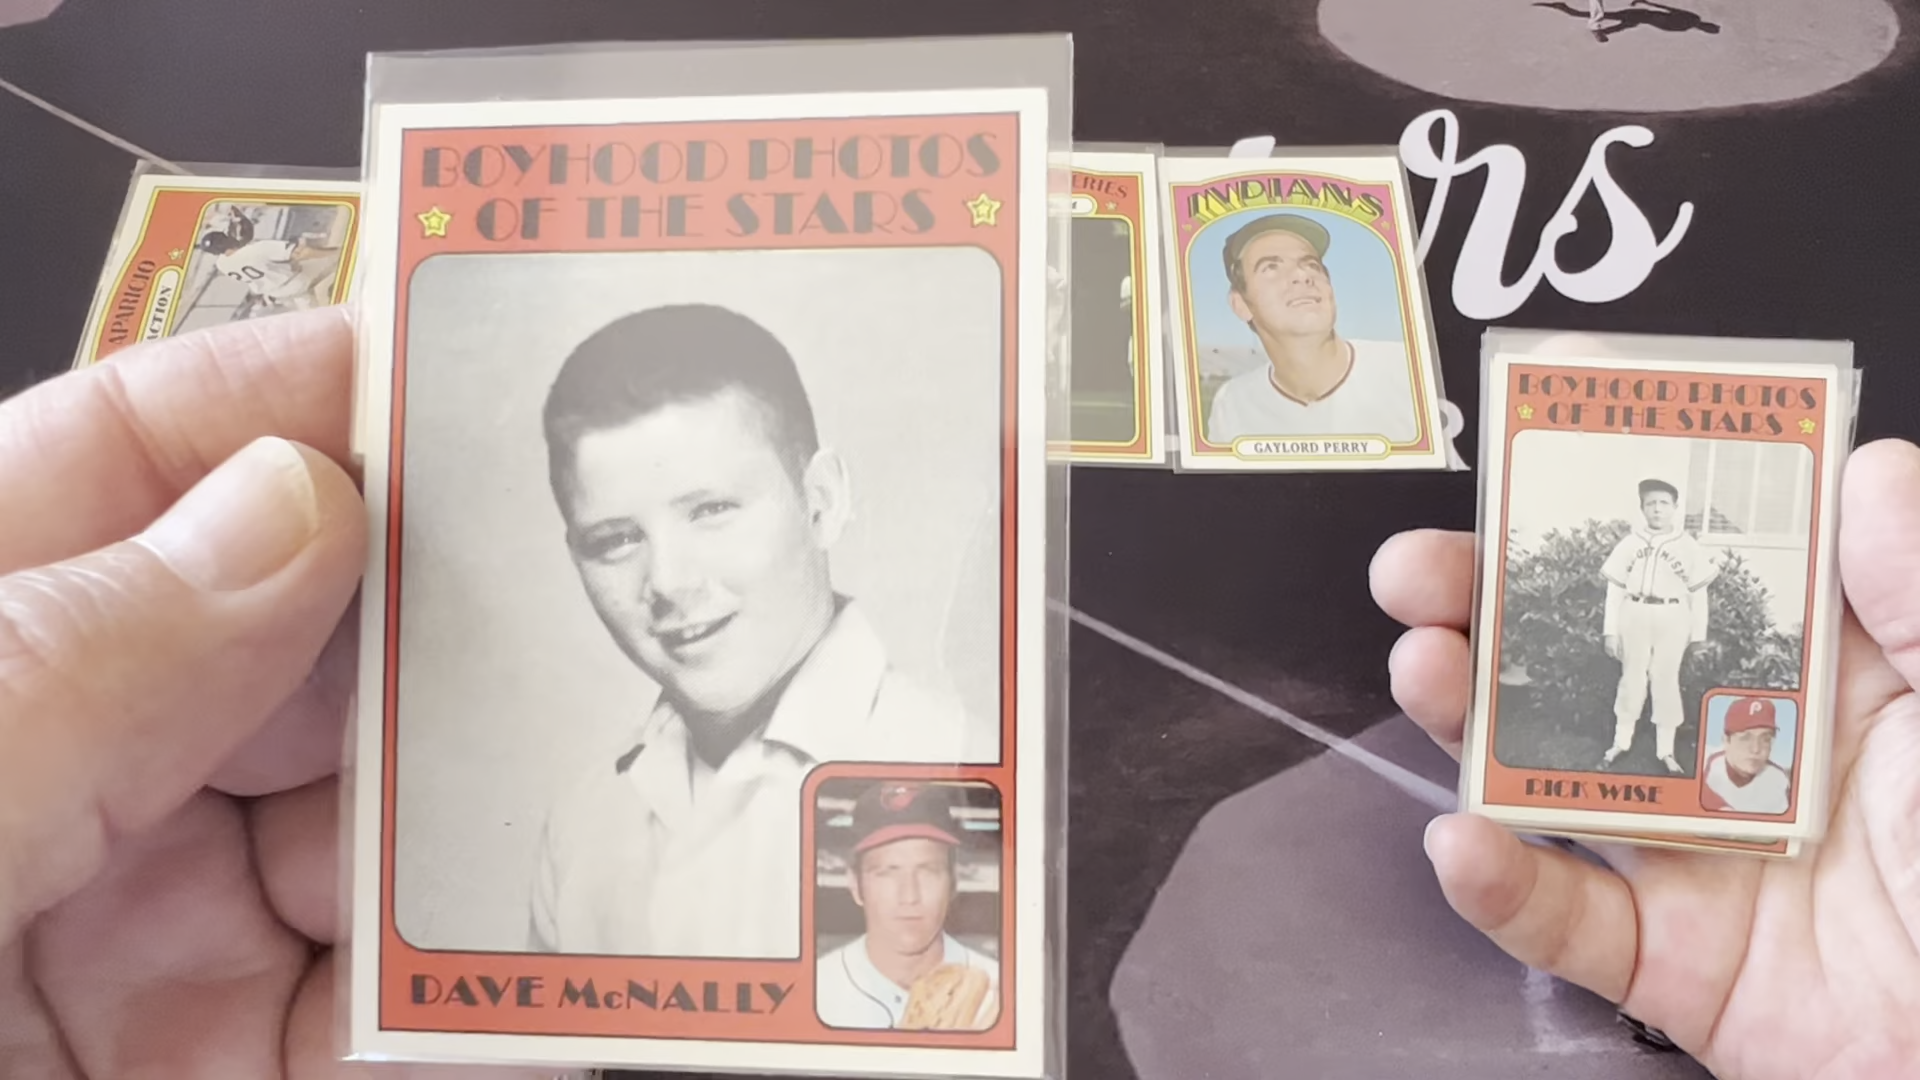 BOYHOOD PHOTOS
OF THE STARS
DAVE McNALLY
APARICIO
ACTION
20
INDIANS
GAYLORD PERRY
rs
R
BOYHOOD PHOTOS
OF THE STARS
P
RICK WISE